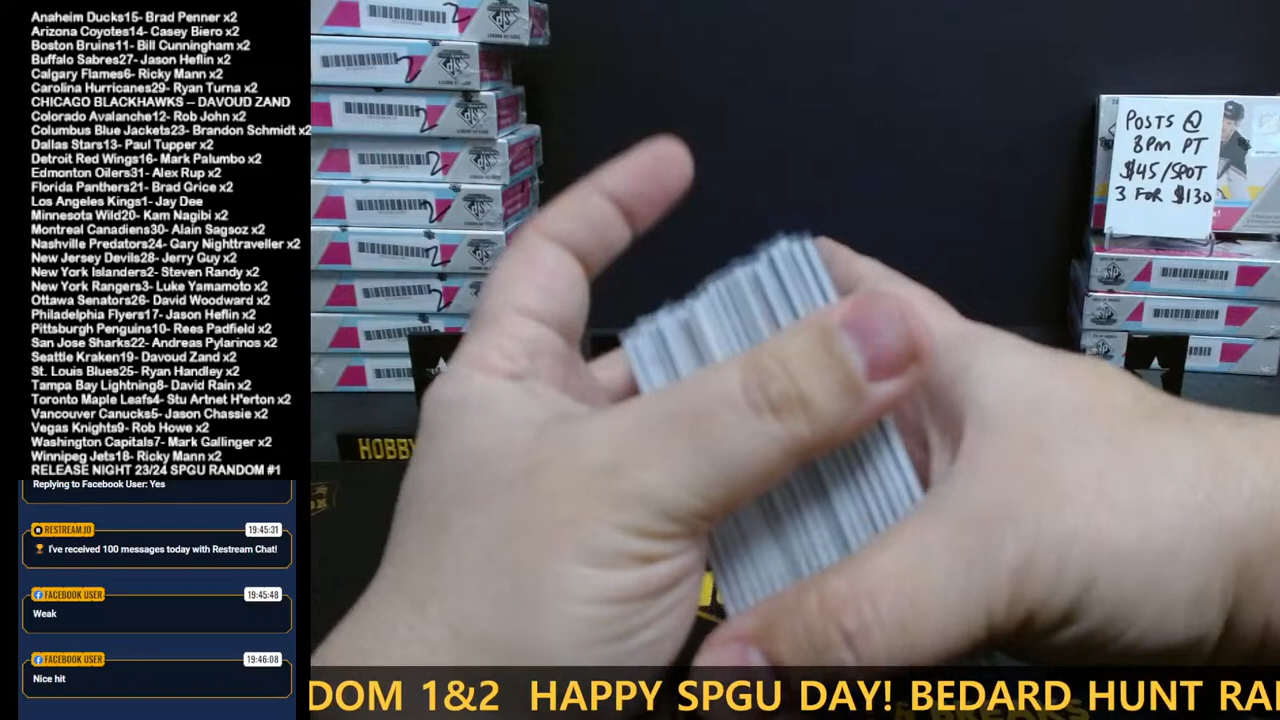 Anaheim Ducks15- Brad Penner x2
Arizona Coyotes14- Casey Biero x2
Boston Bruins11- Bill Cunningham x2
Buffalo Sabres27- Jason Heflin x2
Calgary Flames6- Ricky Mann x2
Carolina Hurricanes29- Ryan Turna x2
CHICAGO BLACKHAWKS -- DAVOUD ZAND
Colorado Avalanche12- Rob John x2
Columbus Blue Jackets23- Brandon Schmidt x2
Dallas Stars13- Paul Tupper x2
Detroit Red Wings16- Mark Palumbo x2
Edmonton Oilers31- Alex Rup x2
Florida Panthers21- Brad Grice x2
Los Angeles Kings1- Jay Dee
Minnesota Wild20- Kam Nagibi x2
Montreal Canadiens30- Alain Sagsoz x2
Nashville Predators24- Gary Nighttraveller x2
New Jersey Devils28- Jerry Guy x2
New York Islanders2- Steven Randy x2
New York Rangers3- Luke Yamamoto x2
Ottawa Senators26- David Woodward x2
Philadelphia Flyers17- Jason Heflin x2
Pittsburgh Penguins10- Rees Padfield x2
San Jose Sharks22- Andreas Pylarinos x2
Seattle Kraken19- Davoud Zand x2
St. Louis Blues25- Ryan Handley x2
Tampa Bay Lightning8- David Rain x2
Toronto Maple Leafs4- Stu Artnet H'erton x2
Vancouver Canucks5- Jason Chassie x2
Vegas Knights9- Rob Howe x2
Washington Capitals7- Mark Gallinger x2
Winnipeg Jets18- Ricky Mann x2
RELEASE NIGHT 23/24 SPGU RANDOM #1
Replying to Facebook User: Yes
RESTREAM.IO 19:45:31
🏆 I've received 100 messages today with Restream Chat!
FACEBOOK USER 19:45:48
Weak
FACEBOOK USER 19:46:08
Nice hit
POSTS @
8PM PT
$45/SPOT
3 FOR $130
SP
2
2
2
2
2
2
2
HOBBY
DOM 1&2 HAPPY SPGU DAY! BEDARD HUNT RA